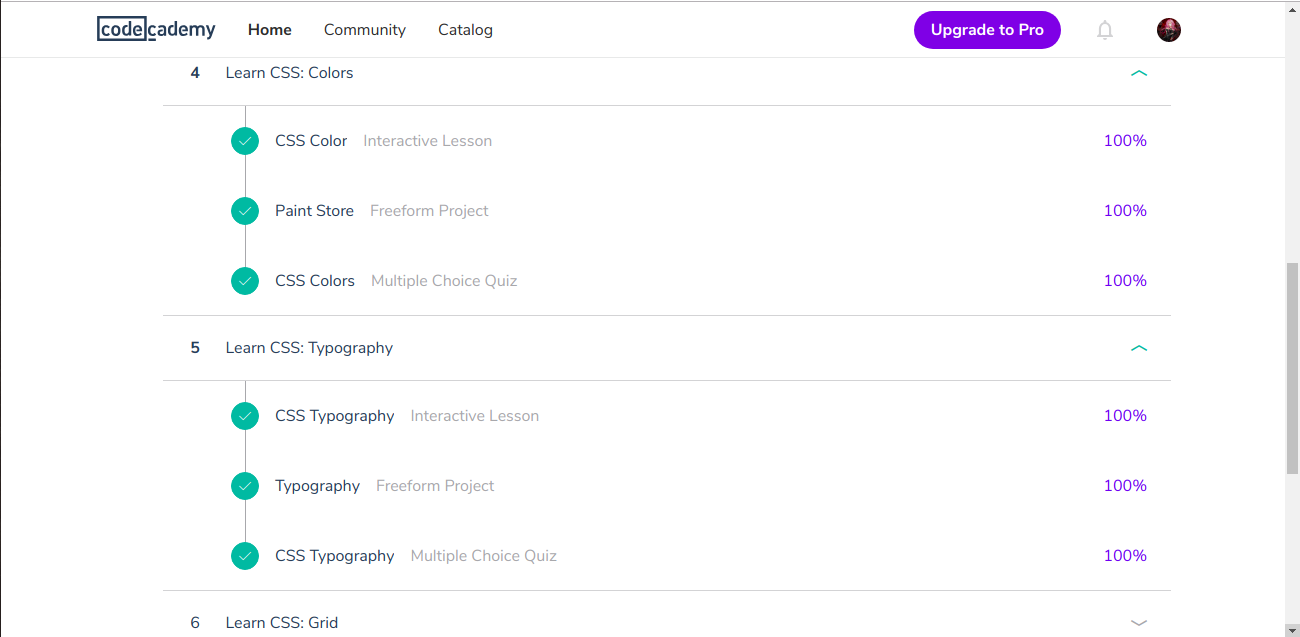 codecademy Home Community Catalog Upgrade to Pro
4 Learn CSS: Colors
CSS Color Interactive Lesson 100%
Paint Store Freeform Project 100%
CSS Colors Multiple Choice Quiz 100%
5 Learn CSS: Typography
CSS Typography Interactive Lesson 100%
Typography Freeform Project 100%
CSS Typography Multiple Choice Quiz 100%
6 Learn CSS: Grid